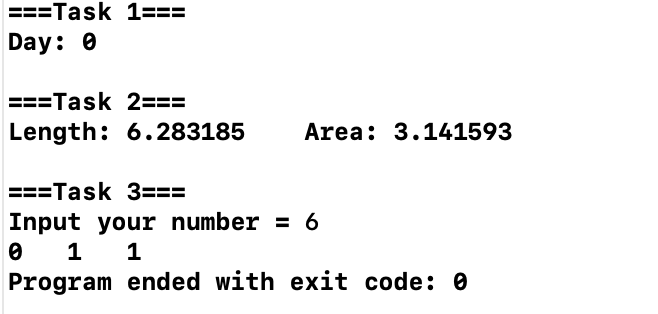 ===Task 1===
Day: 0
===Task 2===
Length: 6.283185    Area: 3.141593
===Task 3===
Input your number = 6
0   1   1
Program ended with exit code: 0